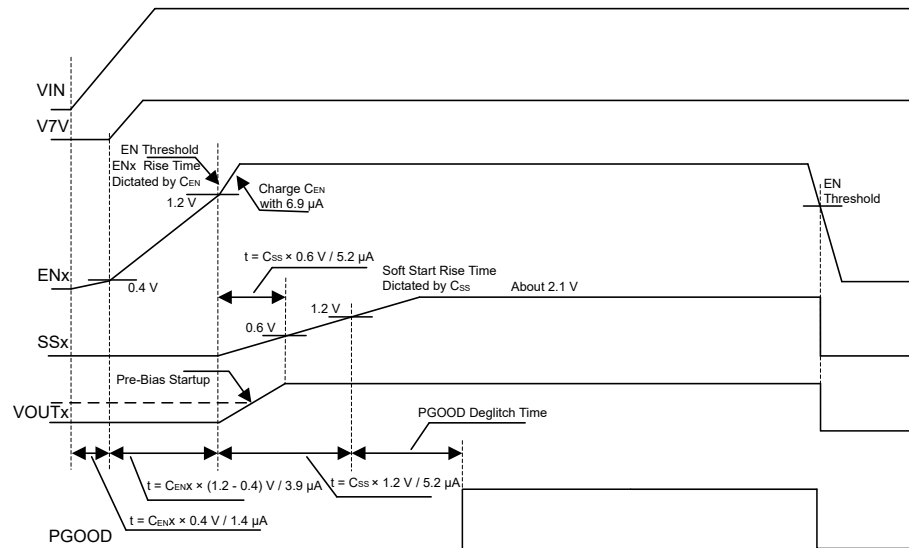 VIN
V7V
EN Threshold
ENx Rise Time
Dictated by CEN
1.2 V
Charge CEN
with 6.9 µA
EN
Threshold
ENx
0.4 V
t = CSS × 0.6 V / 5.2 µA
Soft Start Rise Time
Dictated by CSS
About 2.1 V
1.2 V
0.6 V
SSx
Pre-Bias Startup
VOUTx
PGOOD Deglitch Time
t = CENx × (1.2 - 0.4) V / 3.9 µA
t = CSS × 1.2 V / 5.2 µA
t = CENx × 0.4 V / 1.4 µA
PGOOD